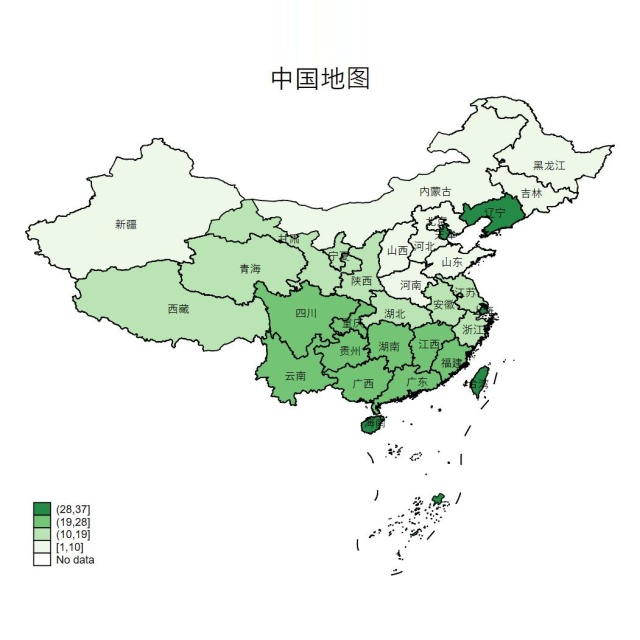 中国地图
黑龙江
内蒙古
吉林
辽宁
新疆
北京
甘肃
河北
山西
宁夏
山东
青海
陕西
河南
江苏
西藏
安徽
四川
湖北
重庆
浙江
湖南
江西
贵州
福建
云南
广西
广东
台湾
海南
(28,37]
(19,28]
(10,19]
[1,10]
No data